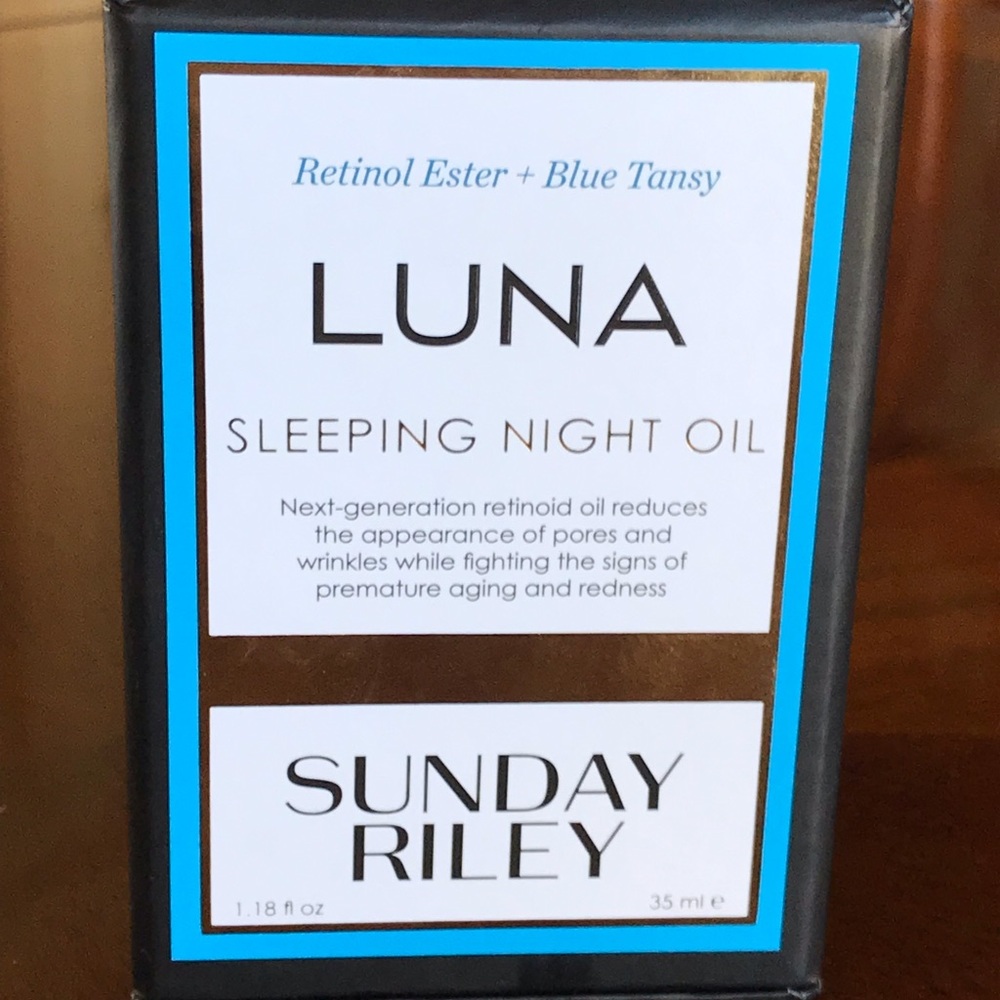 Retinol Ester + Blue Tansy
LUNA
SLEEPING NIGHT OIL
Next-generation retinoid oil reduces
the appearance of pores and
wrinkles while fighting the signs of
premature aging and redness
SUNDAY
RILEY
1.18 fl oz 35 ml e